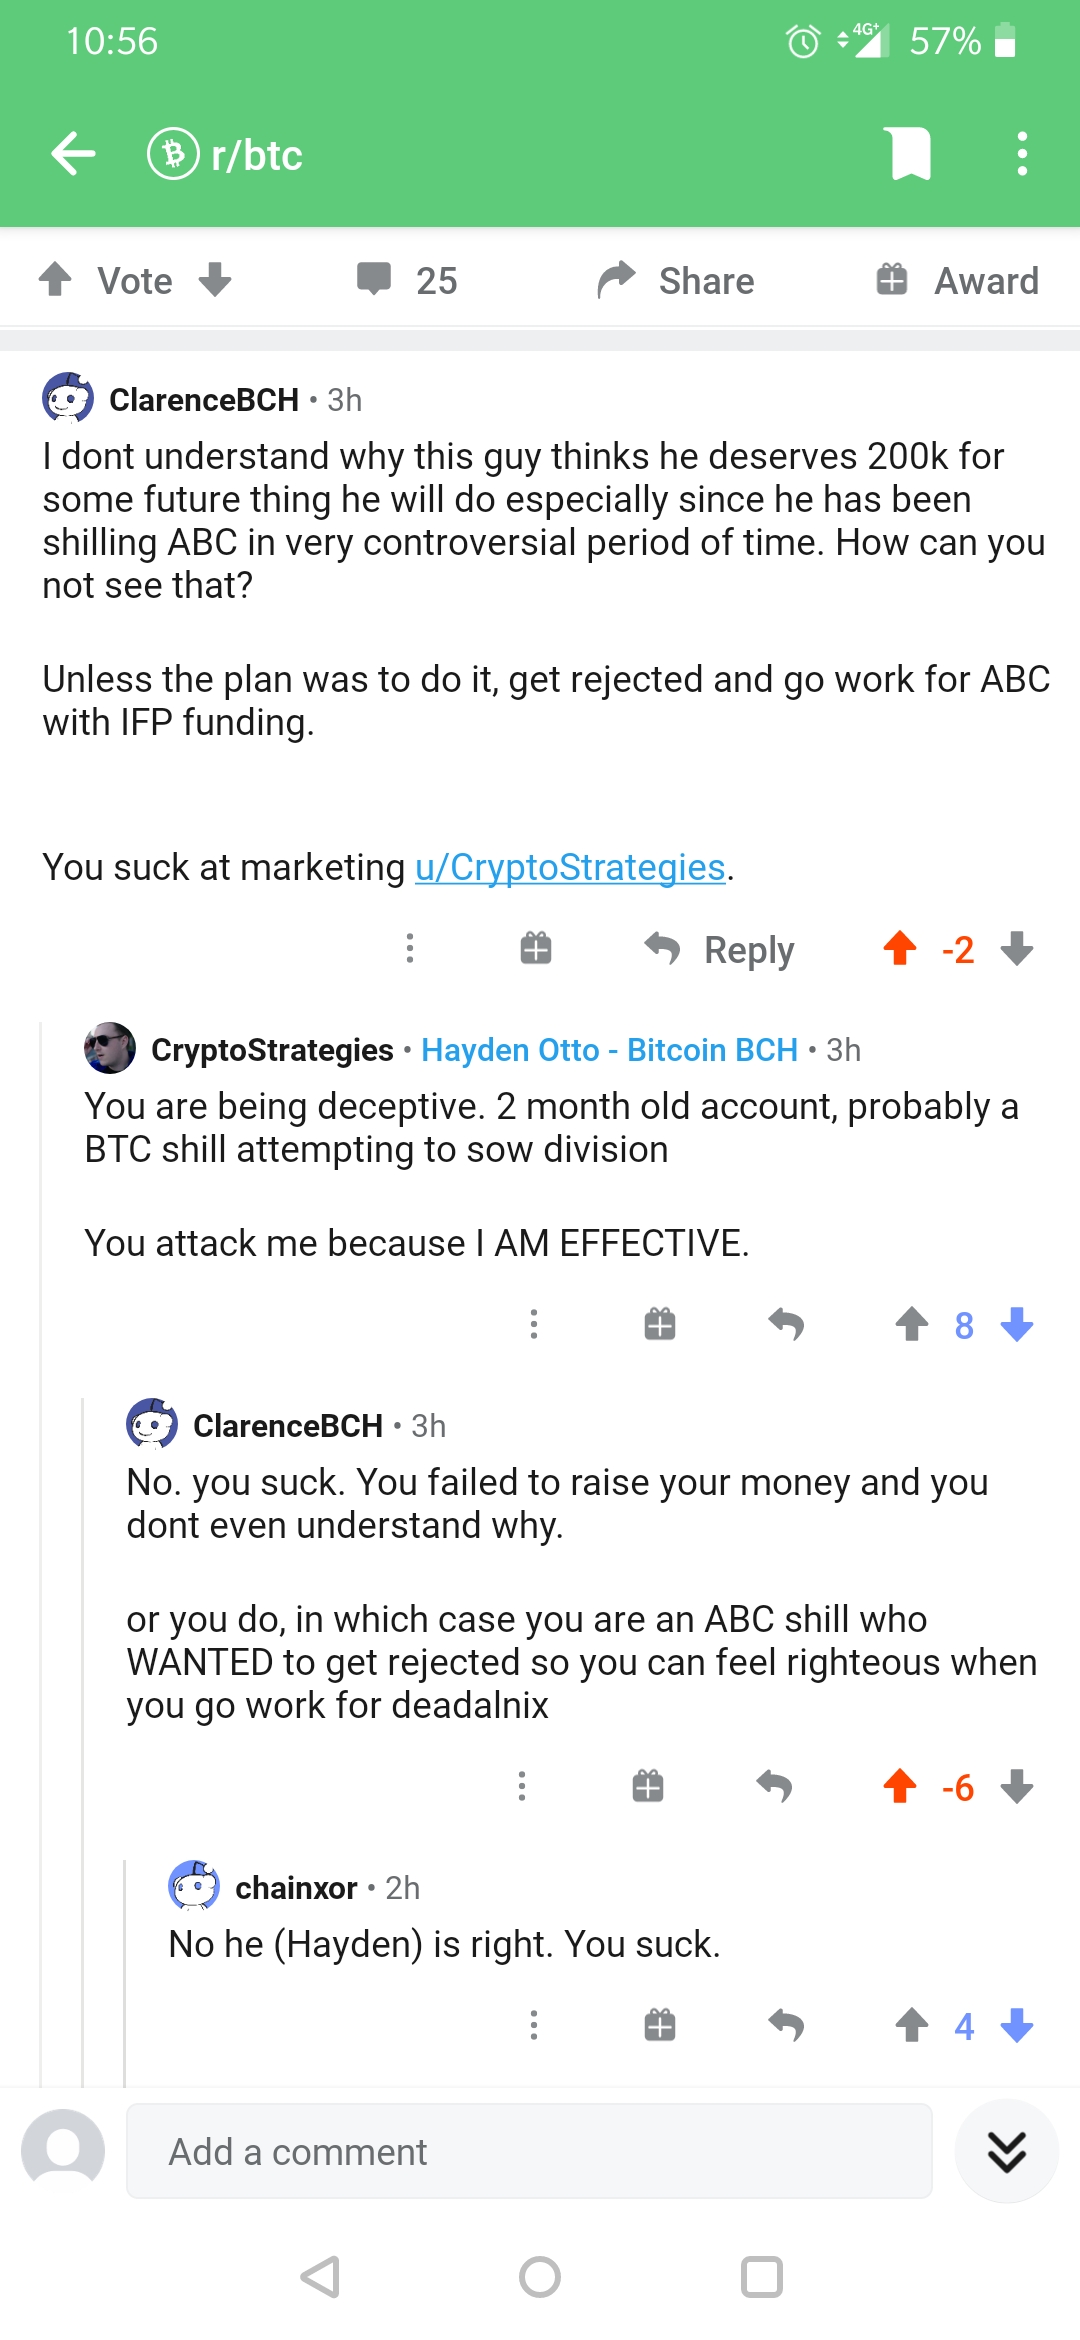 10:56
4G+ 57%
r/btc
Vote 25 Share Award
ClarenceBCH • 3h
I dont understand why this guy thinks he deserves 200k for
some future thing he will do especially since he has been
shilling ABC in very controversial period of time. How can you
not see that?
Unless the plan was to do it, get rejected and go work for ABC
with IFP funding.
You suck at marketing u/CryptoStrategies.
Reply -2
CryptoStrategies • Hayden Otto - Bitcoin BCH • 3h
You are being deceptive. 2 month old account, probably a
BTC shill attempting to sow division
You attack me because I AM EFFECTIVE.
8
ClarenceBCH • 3h
No. you suck. You failed to raise your money and you
dont even understand why.
or you do, in which case you are an ABC shill who
WANTED to get rejected so you can feel righteous when
you go work for deadalnix
-6
chainxor • 2h
No he (Hayden) is right. You suck.
4
Add a comment